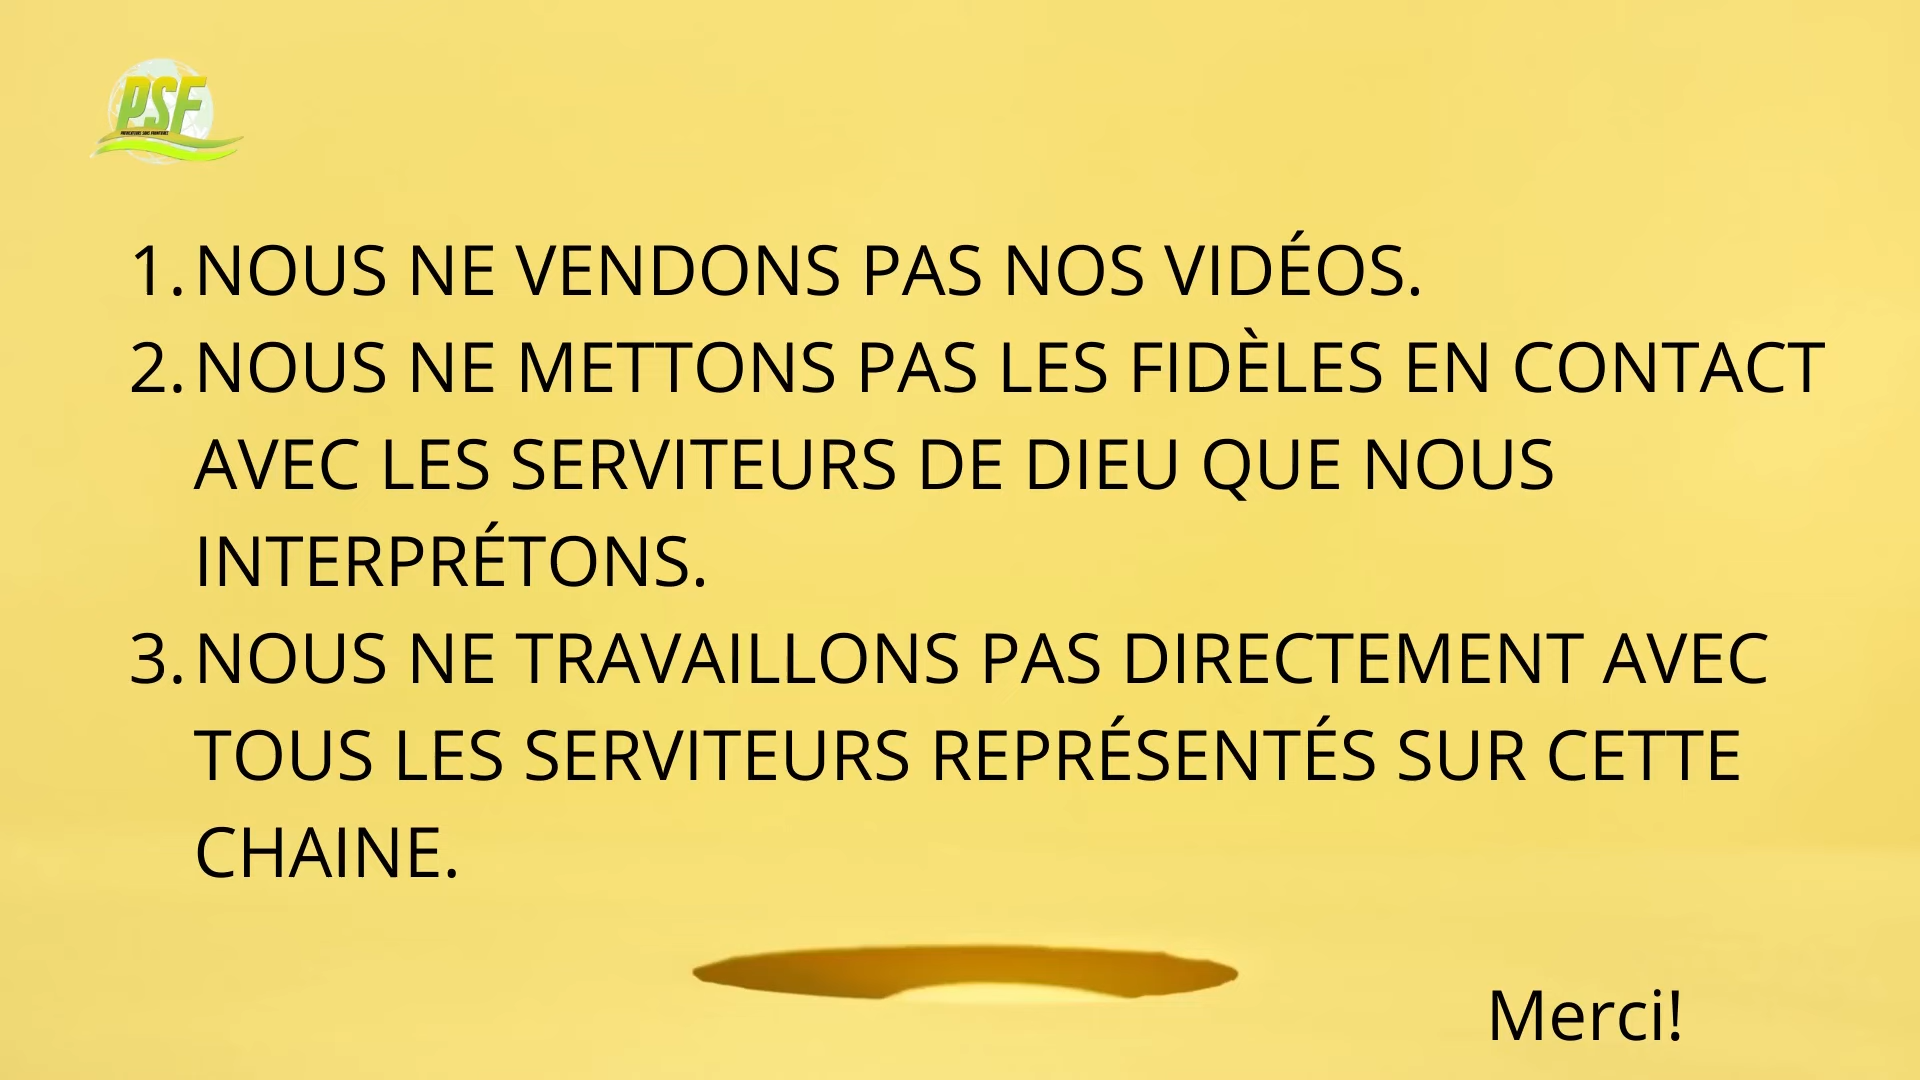 PSF
1. NOUS NE VENDONS PAS NOS VIDÉOS.
2. NOUS NE METTONS PAS LES FIDÈLES EN CONTACT
AVEC LES SERVITEURS DE DIEU QUE NOUS
INTERPRÉTONS.
3. NOUS NE TRAVAILLONS PAS DIRECTEMENT AVEC
TOUS LES SERVITEURS REPRÉSENTÉS SUR CETTE
CHAINE.
Merci!